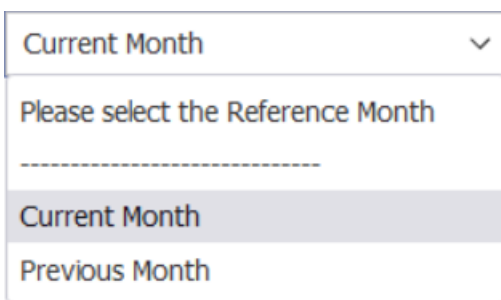 Current Month
Please select the Reference Month
------------------------------
Current Month
Previous Month